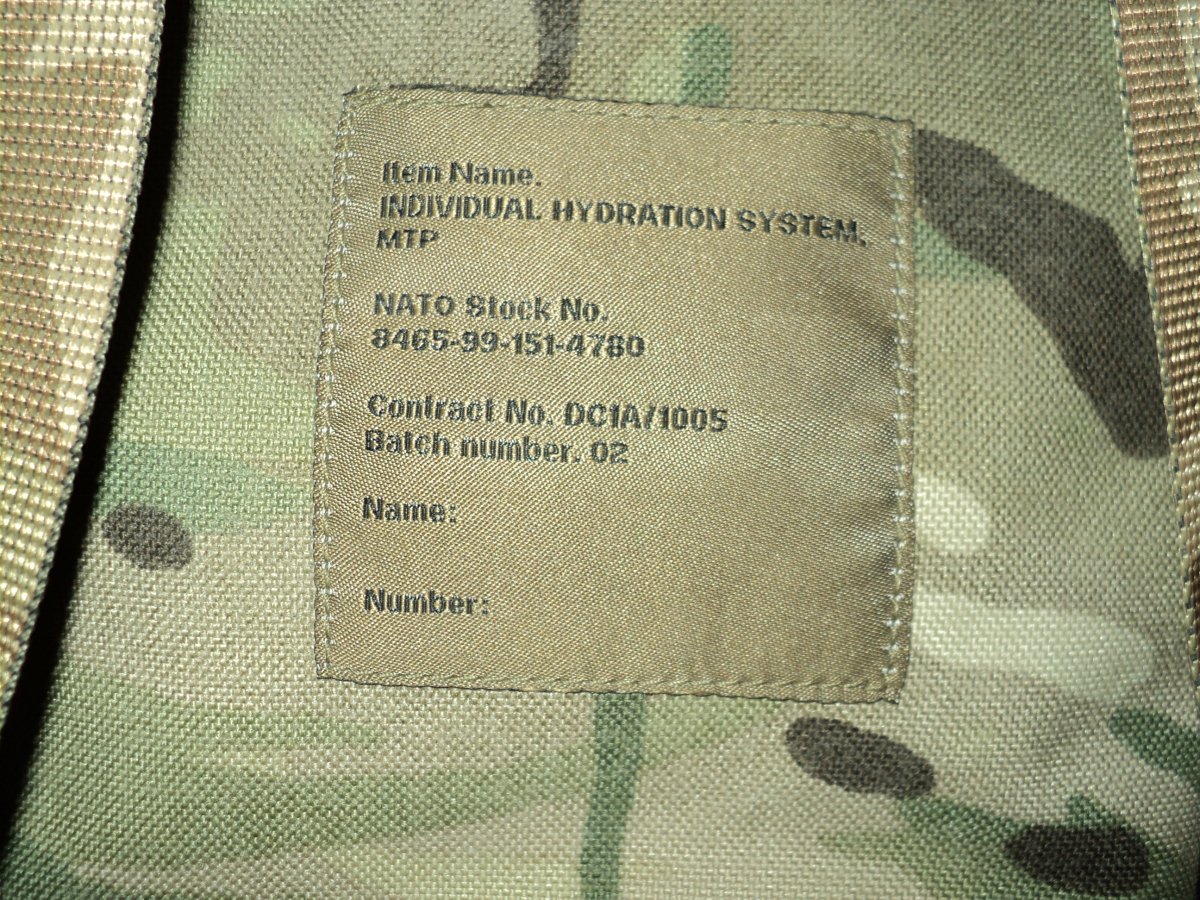 Item Name.
INDIVIDUAL HYDRATION SYSTEM,
MTP
NATO Stock No.
8465-99-151-4780
Contract No. DC1A/1005
Batch number. 02
Name:
Number: